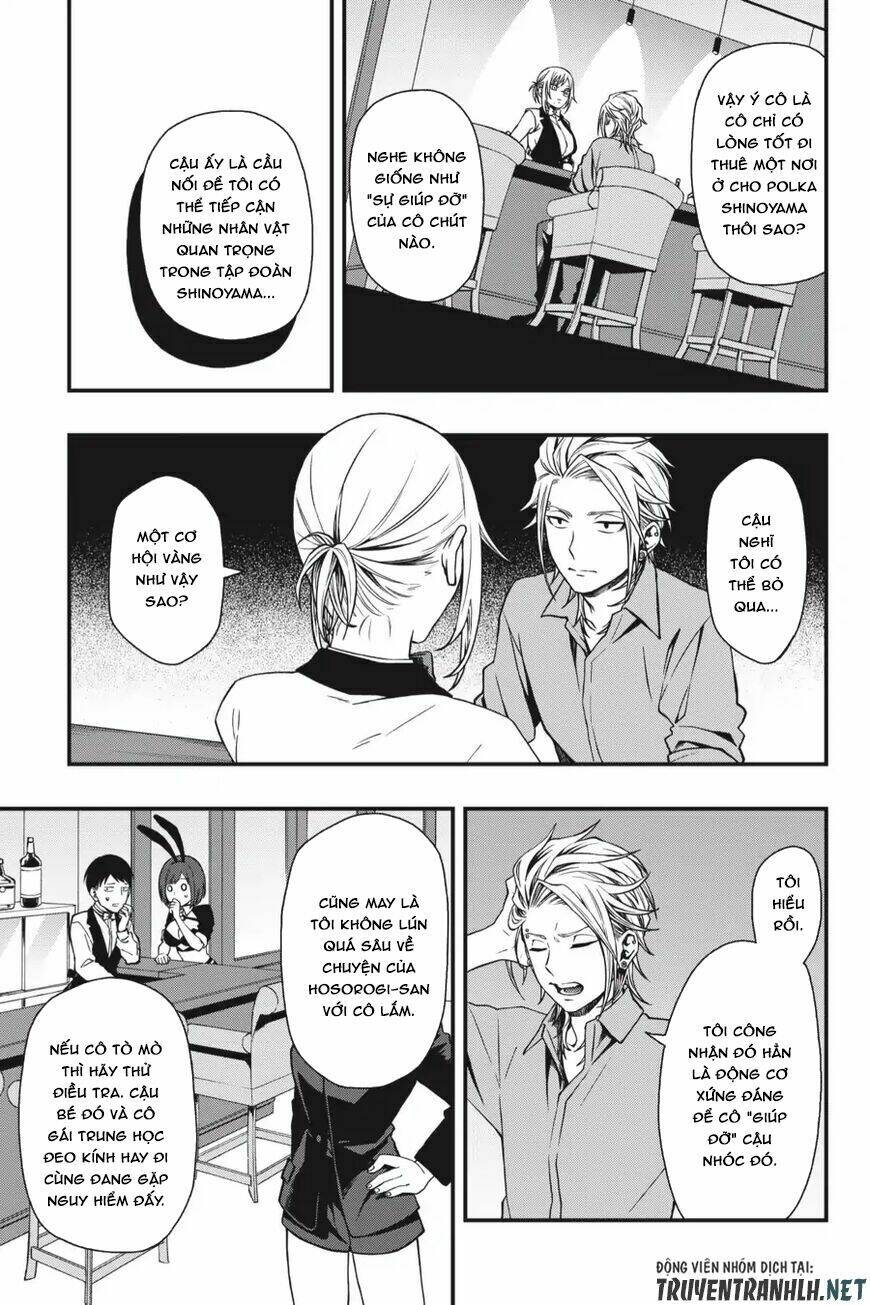 VẬY Ý CÔ LÀ
CÔ CHỈ CÓ
LÒNG TỐT ĐI
THUÊ MỘT NƠI
Ở CHO POLKA
SHINOYAMA
THÔI SAO?
NGHE KHÔNG
GIỐNG NHƯ
"SỰ GIÚP ĐỠ"
CỦA CÔ CHÚT
NÀO.
CẬU ẤY LÀ CẦU
NỐI ĐỂ TÔI CÓ
THỂ TIẾP CẬN
NHỮNG NHÂN VẬT
QUAN TRỌNG
TRONG TẬP ĐOÀN
SHINOYAMA...
CẬU
NGHĨ
TÔI CÓ
THỂ BỎ
QUA...
MỘT CƠ
HỘI VÀNG
NHƯ VẬY
SAO?
TÔI
HIỂU
RỒI.
TÔI CÔNG
NHẬN ĐÓ HẲN
LÀ ĐỘNG CƠ
XỨNG ĐÁNG
ĐỂ CÔ "GIÚP
ĐỠ" CẬU
NHÓC ĐÓ.
CŨNG MAY LÀ
TÔI KHÔNG LÚN
QUÁ SÂU VỀ
CHUYỆN CỦA
HOSOROGI-SAN
VỚI CÔ LẮM.
NẾU CÔ TÒ MÒ
THÌ HÃY THỬ
ĐIỀU TRA. CẬU
BÉ ĐÓ VÀ CÔ
GÁI TRUNG HỌC
ĐEO KÍNH HAY ĐI
CÙNG ĐANG GẶP
NGUY HIỂM ĐẤY.
ĐỘNG VIÊN NHÓM DỊCH TẠI:
TRUYENTRANHLH.NET